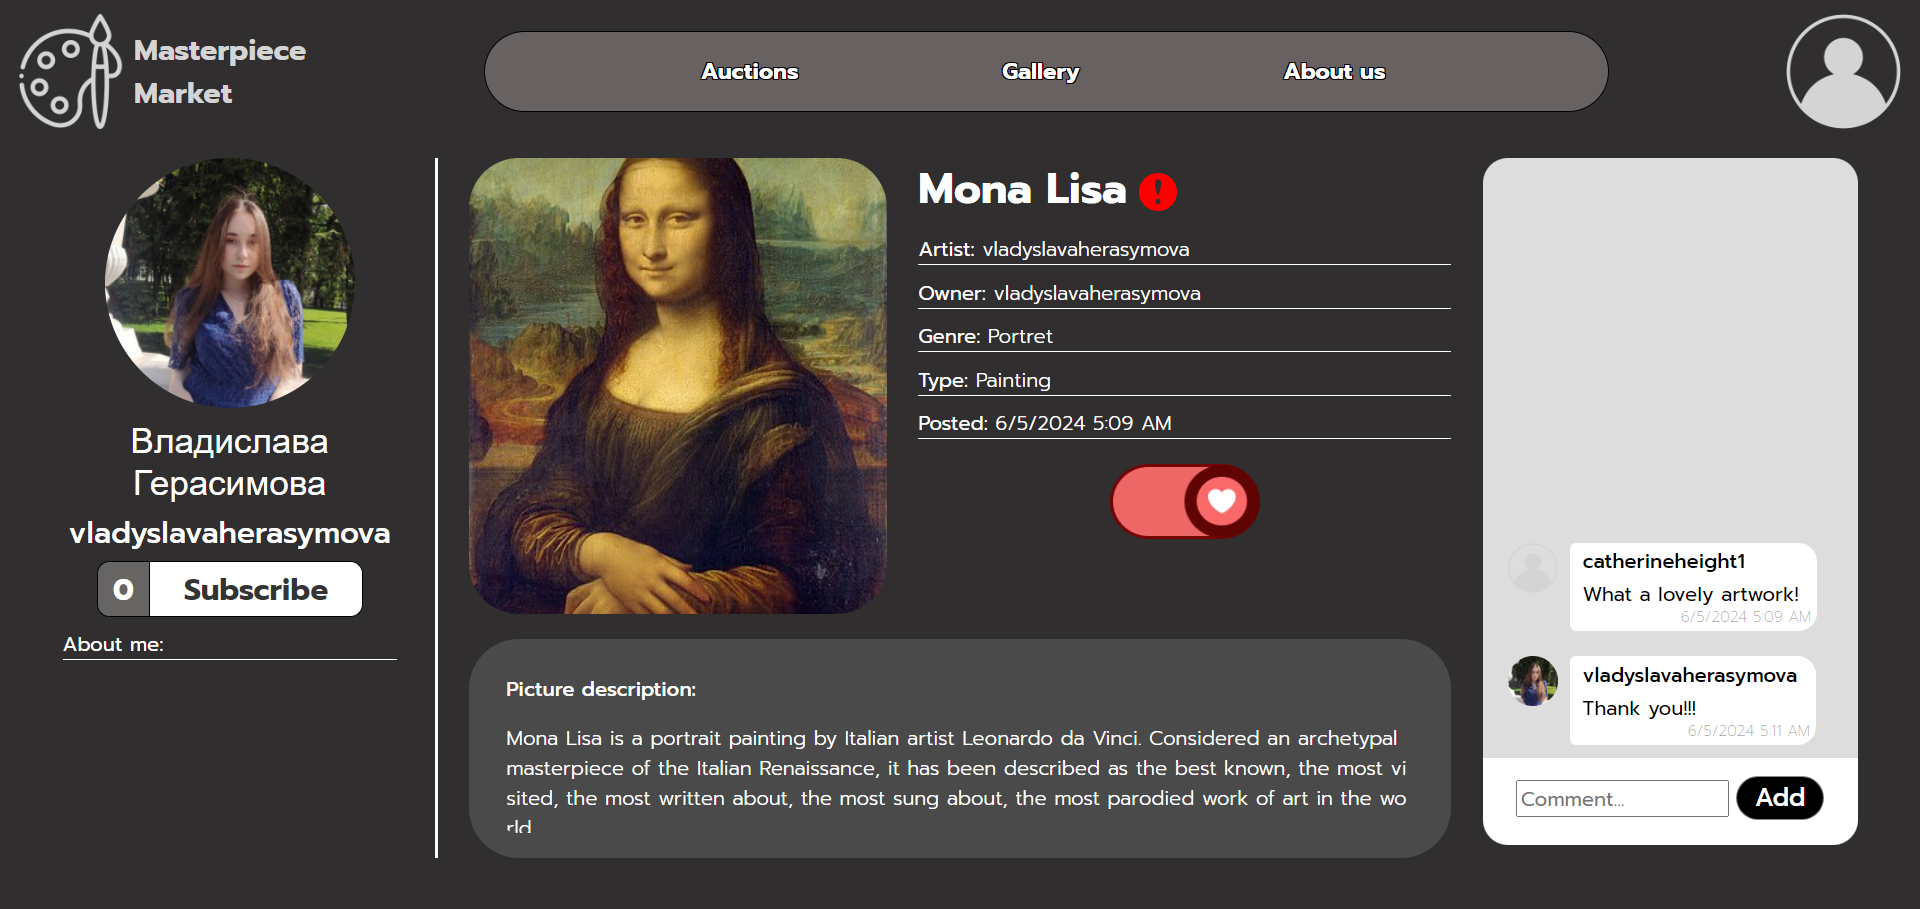 Masterpiece
Market
Auctions
Gallery
About us
Владислава
Герасимова
vladyslavaherasymova
0 Subscribe
About me:
Mona Lisa
Artist: vladyslavaherasymova
Owner: vladyslavaherasymova
Genre: Portret
Type: Painting
Posted: 6/5/2024 5:09 AM
Picture description:
Mona Lisa is a portrait painting by Italian artist Leonardo da Vinci. Considered an archetypal
masterpiece of the Italian Renaissance, it has been described as the best known, the most vi
sited, the most written about, the most sung about, the most parodied work of art in the wo
rld
catherineheight1
What a lovely artwork!
6/5/2024 5:09 AM
vladyslavaherasymova
Thank you!!!
6/5/2024 5:11 AM
Comment...
Add